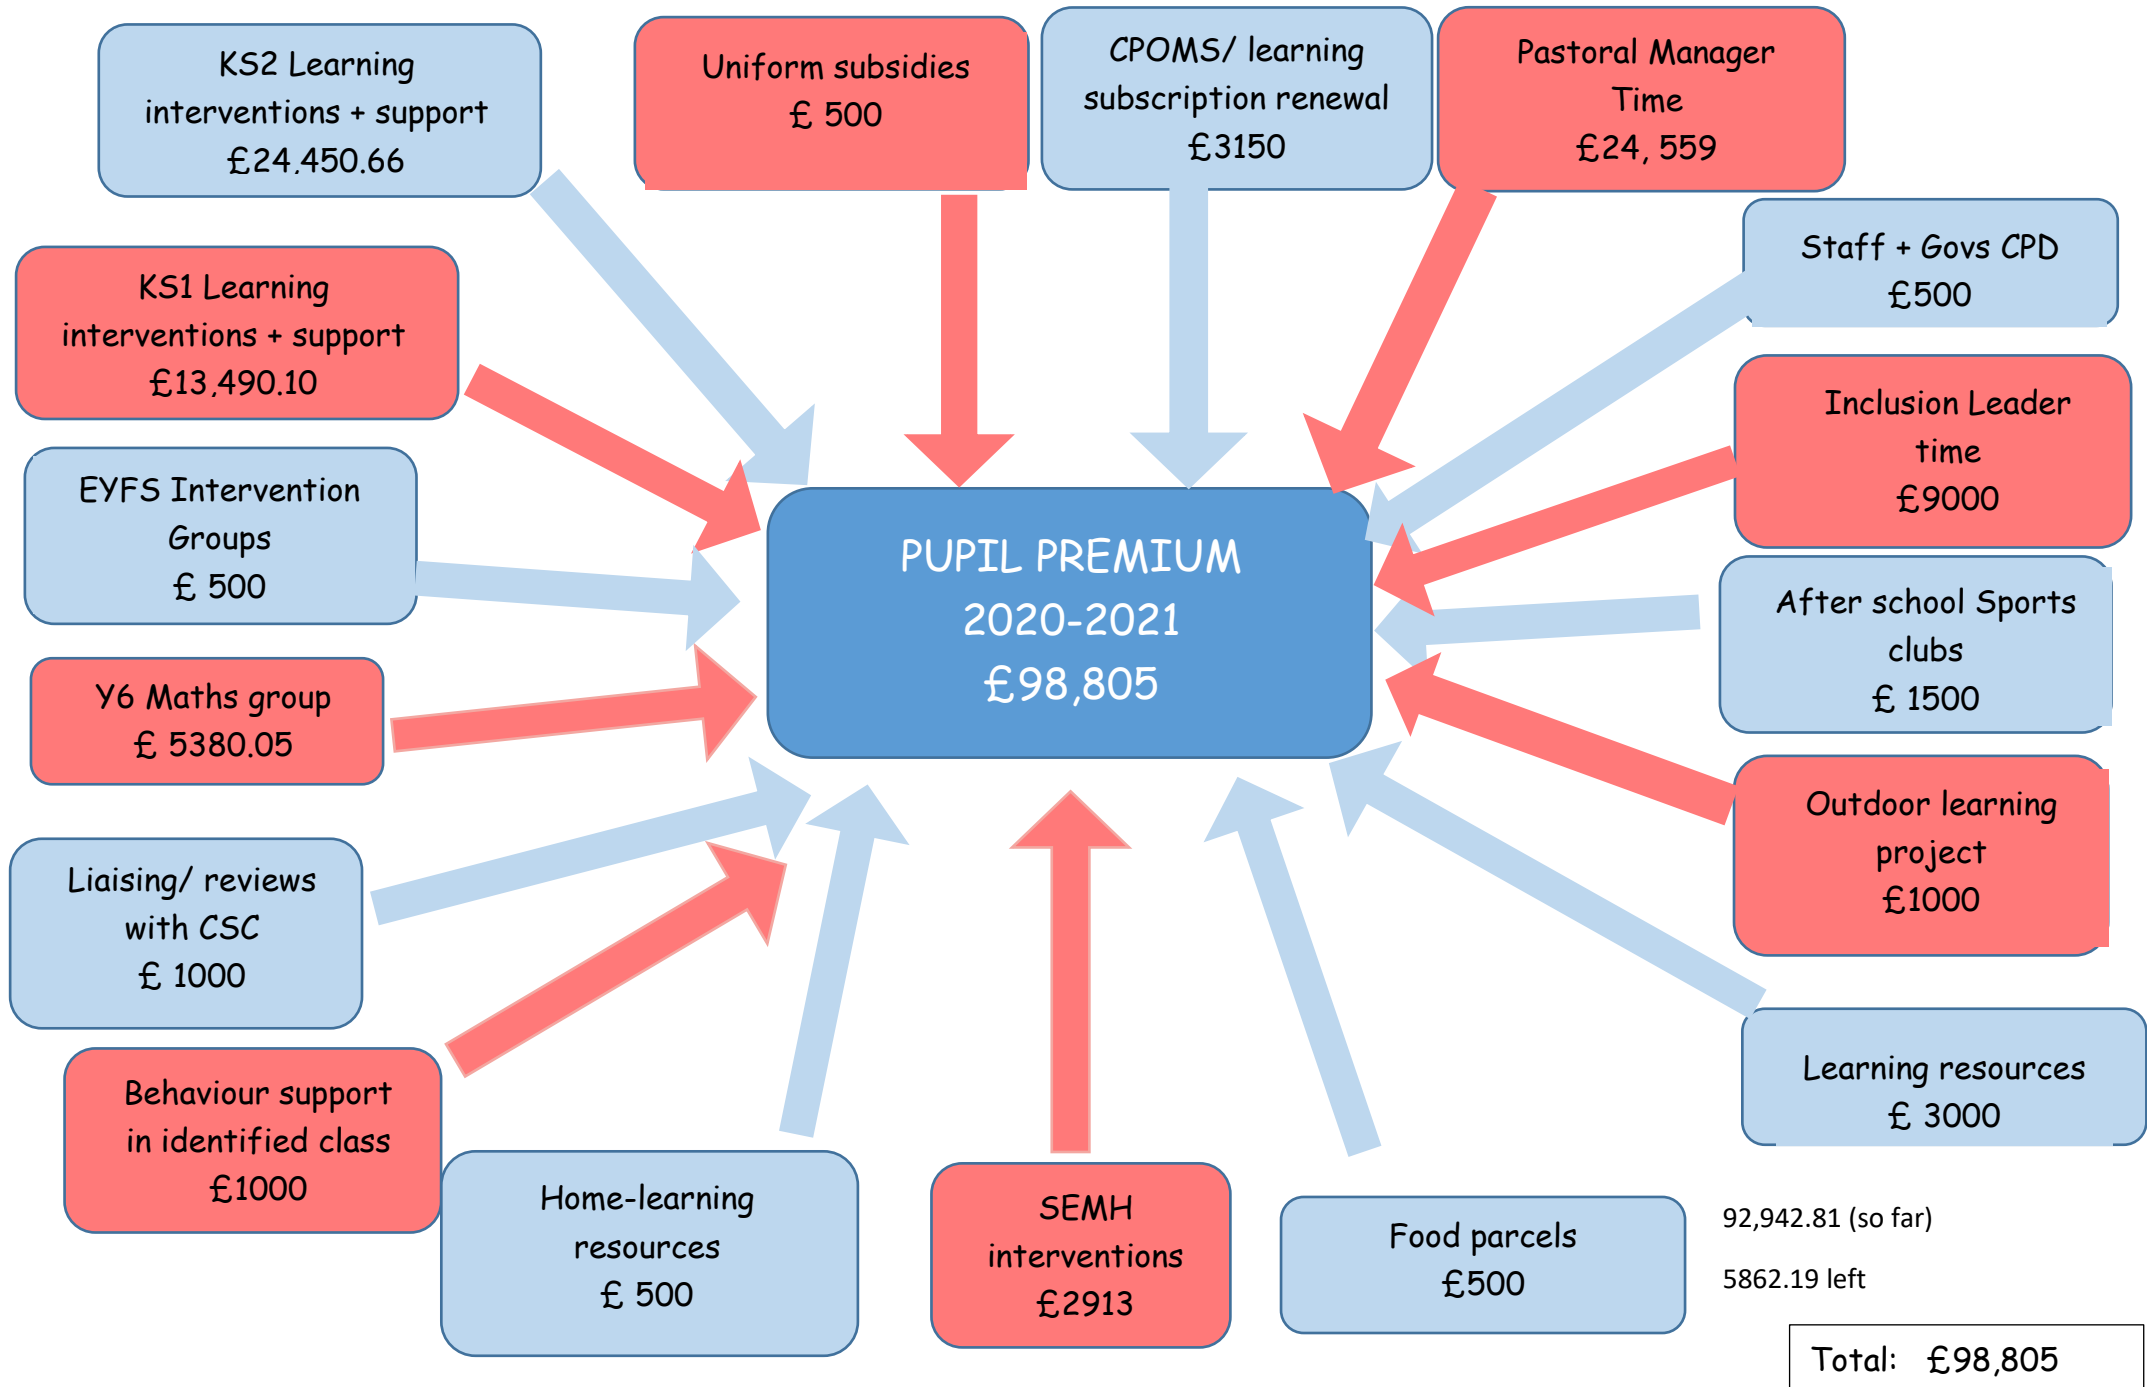 KS2 Learning
interventions + support
£24,450.66
Uniform subsidies
£ 500
CPOMS/ learning
subscription renewal
£3150
Pastoral Manager
Time
£24, 559
Staff + Govs CPD
£500
KS1 Learning
interventions + support
£13,490.10
Inclusion Leader
time
£9000
EYFS Intervention
Groups
£ 500
PUPIL PREMIUM
2020-2021
£98,805
After school Sports
clubs
£ 1500
Y6 Maths group
£ 5380.05
Outdoor learning
project
£1000
Liaising/ reviews
with CSC
£ 1000
Learning resources
£ 3000
Behaviour support
in identified class
£1000
Home-learning
resources
£ 500
SEMH
interventions
£2913
Food parcels
£500
92,942.81 (so far)
5862.19 left
Total: £98,805